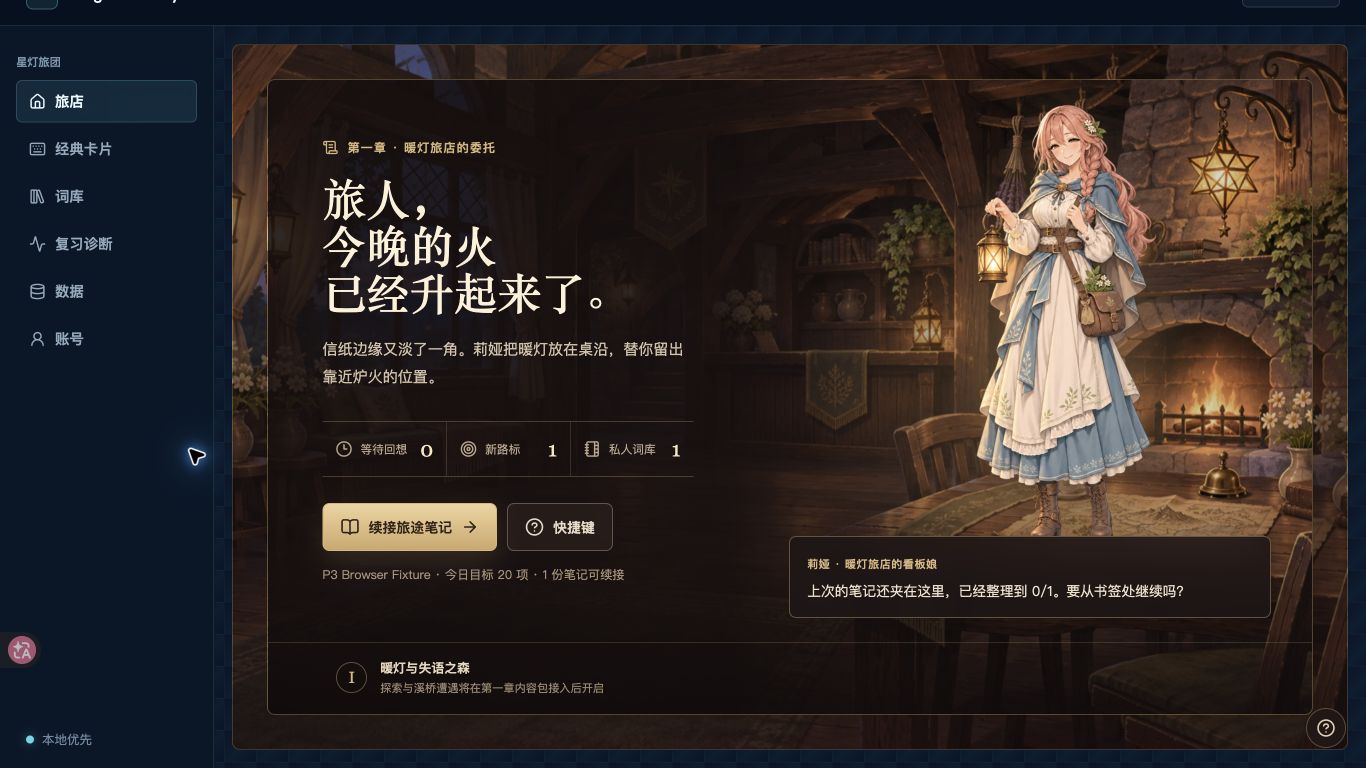 星灯旅团
旅店
经典卡片
词库
复习诊断
数据
账号
本地优先
第一章 · 暖灯旅店的委托
旅人，
今晚的火
已经升起来了。
信纸边缘又淡了一角。莉娅把暖灯放在桌沿，替你留出
靠近炉火的位置。
等待回想 0
新路标 1
私人词库 1
续接旅途笔记 →
快捷键
P3 Browser Fixture · 今日目标 20 项 · 1 份笔记可续接
莉娅 · 暖灯旅店的看板娘
上次的笔记还夹在这里，已经整理到 0/1。要从书签处继续吗？
I
暖灯与失语之森
探索与溪桥遭遇将在第一章内容包接入后开启